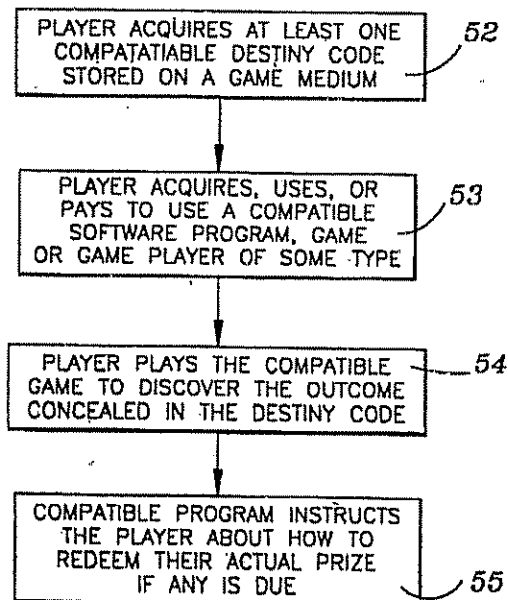 PLAYER ACQUIRES AT LEAST ONE
COMPATATIABLE DESTINY CODE
STORED ON A GAME MEDIUM
52
PLAYER ACQUIRES, USES, OR
PAYS TO USE A COMPATIBLE
SOFTWARE PROGRAM, GAME
OR GAME PLAYER OF SOME TYPE
53
PLAYER PLAYS THE COMPATIBLE
GAME TO DISCOVER THE OUTCOME
CONCEALED IN THE DESTINY CODE
54
COMPATIBLE PROGRAM INSTRUCTS
THE PLAYER ABOUT HOW TO
REDEEM THEIR ACTUAL PRIZE
IF ANY IS DUE
55